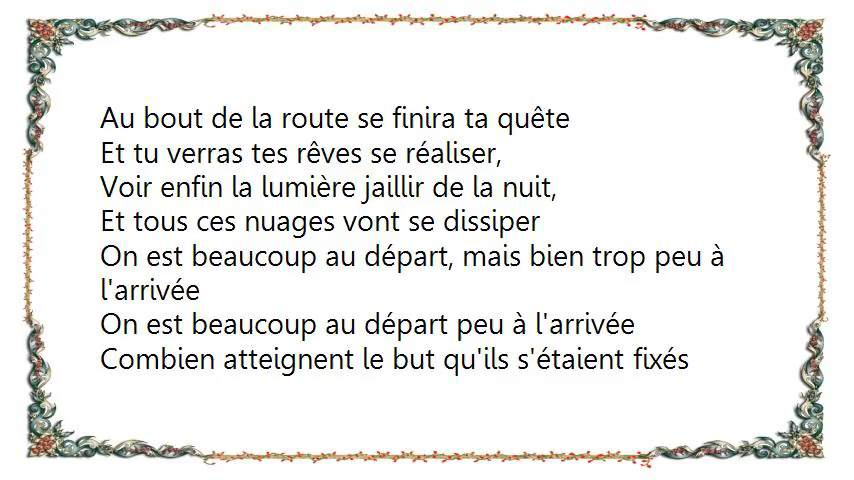 Au bout de la route se finira ta quête
Et tu verras tes rêves se réaliser,
Voir enfin la lumière jaillir de la nuit,
Et tous ces nuages vont se dissiper
On est beaucoup au départ, mais bien trop peu à
l'arrivée
On est beaucoup au départ peu à l'arrivée
Combien atteignent le but qu'ils s'étaient fixés